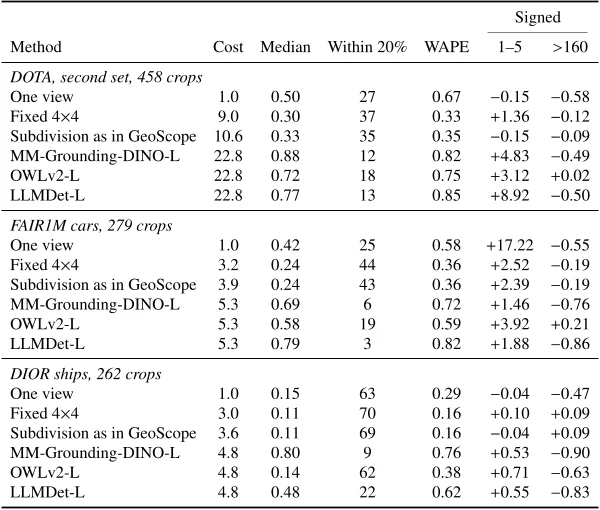 Signed
Method Cost Median Within 20% WAPE 1–5 >160
DOTA, second set, 458 crops
One view 1.0 0.50 27 0.67 −0.15 −0.58
Fixed 4×4 9.0 0.30 37 0.33 +1.36 −0.12
Subdivision as in GeoScope 10.6 0.33 35 0.35 −0.15 −0.09
MM-Grounding-DINO-L 22.8 0.88 12 0.82 +4.83 −0.49
OWLv2-L 22.8 0.72 18 0.75 +3.12 +0.02
LLMDet-L 22.8 0.77 13 0.85 +8.92 −0.50
FAIR1M cars, 279 crops
One view 1.0 0.42 25 0.58 +17.22 −0.55
Fixed 4×4 3.2 0.24 44 0.36 +2.52 −0.19
Subdivision as in GeoScope 3.9 0.24 43 0.36 +2.39 −0.19
MM-Grounding-DINO-L 5.3 0.69 6 0.72 +1.46 −0.76
OWLv2-L 5.3 0.58 19 0.59 +3.92 +0.21
LLMDet-L 5.3 0.79 3 0.82 +1.88 −0.86
DIOR ships, 262 crops
One view 1.0 0.15 63 0.29 −0.04 −0.47
Fixed 4×4 3.0 0.11 70 0.16 +0.10 +0.09
Subdivision as in GeoScope 3.6 0.11 69 0.16 −0.04 +0.09
MM-Grounding-DINO-L 4.8 0.80 9 0.76 +0.53 −0.90
OWLv2-L 4.8 0.14 62 0.38 +0.71 −0.63
LLMDet-L 4.8 0.48 22 0.62 +0.55 −0.83